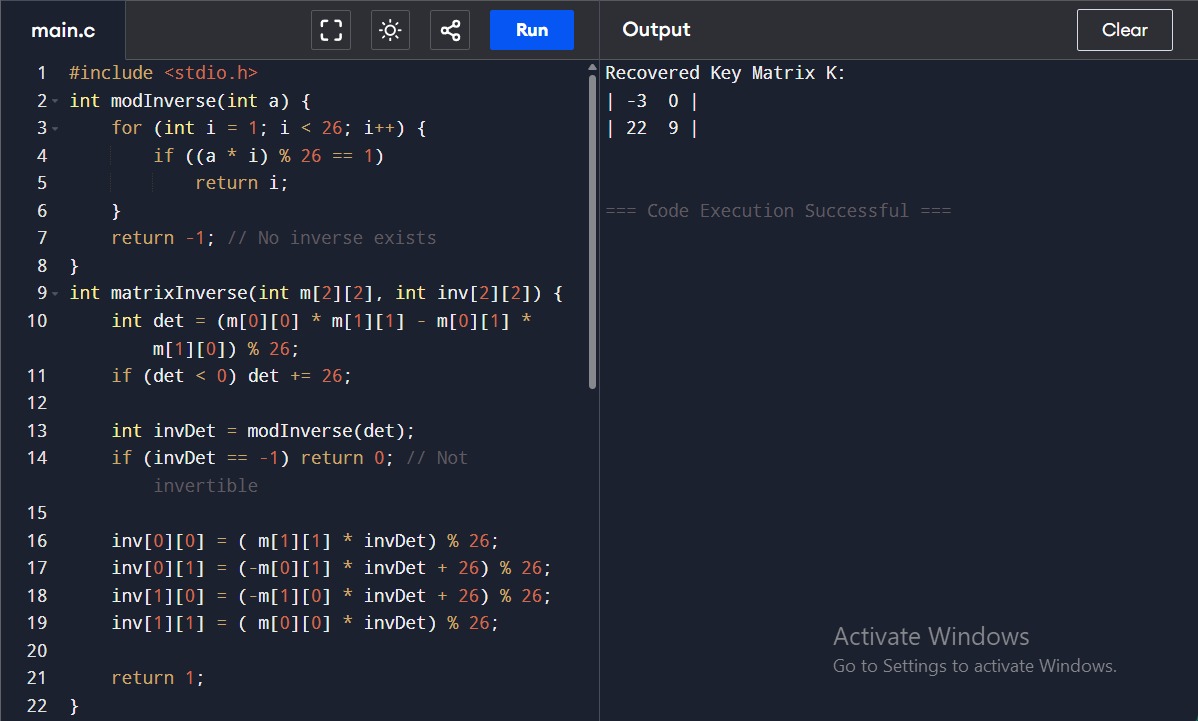 main.c
Run
Output
Clear
1 #include <stdio.h>
2 int modInverse(int a) {
3     for (int i = 1; i < 26; i++) {
4         if ((a * i) % 26 == 1)
5             return i;
6     }
7     return -1; // No inverse exists
8 }
9 int matrixInverse(int m[2][2], int inv[2][2]) {
10     int det = (m[0][0] * m[1][1] - m[0][1] *
        m[1][0]) % 26;
11     if (det < 0) det += 26;
12
13     int invDet = modInverse(det);
14     if (invDet == -1) return 0; // Not
        invertible
15
16     inv[0][0] = ( m[1][1] * invDet) % 26;
17     inv[0][1] = (-m[0][1] * invDet + 26) % 26;
18     inv[1][0] = (-m[1][0] * invDet + 26) % 26;
19     inv[1][1] = ( m[0][0] * invDet) % 26;
20
21     return 1;
22 }
Recovered Key Matrix K:
| -3  0 |
| 22  9 |
=== Code Execution Successful ===
Activate Windows
Go to Settings to activate Windows.